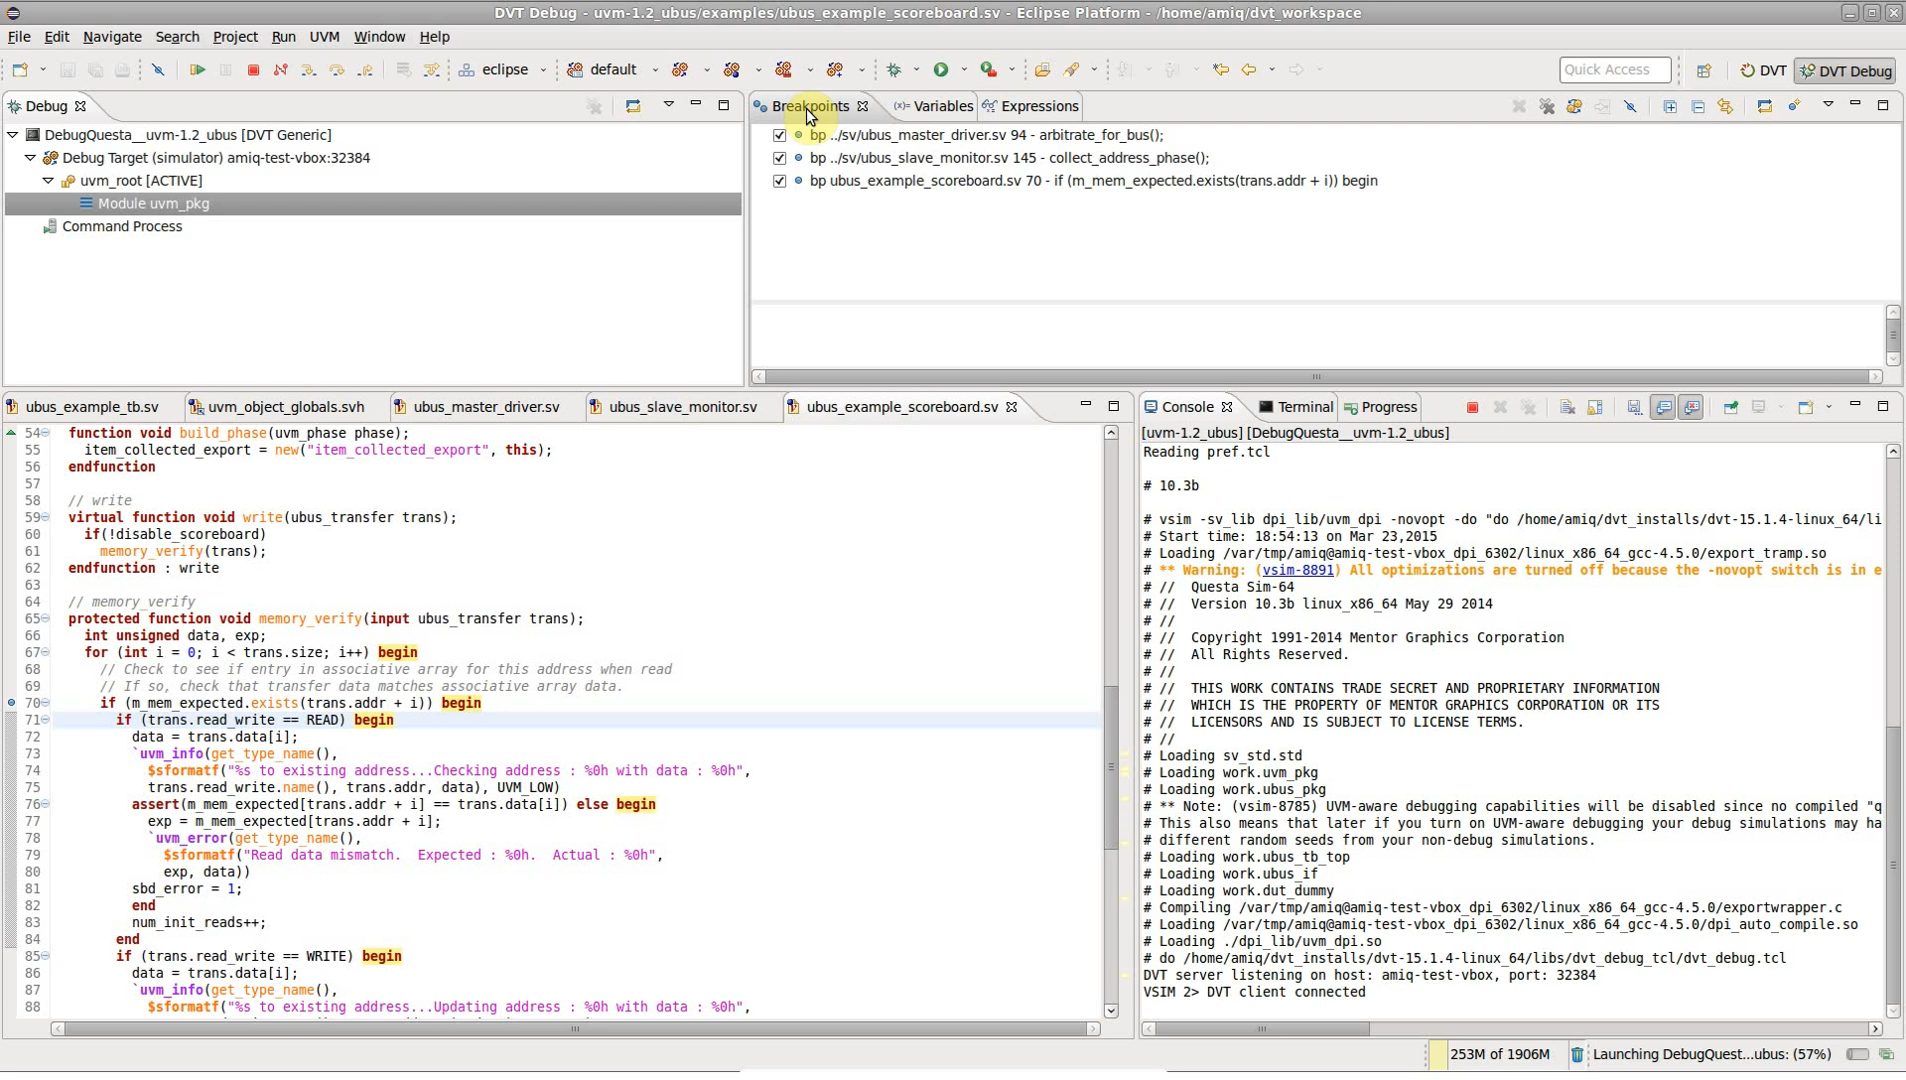 DVT Debug - uvm-1.2_ubus/examples/ubus_example_scoreboard.sv - Eclipse Platform - /home/amiq/dvt_workspace
File Edit Navigate Search Project Run UVM Window Help
eclipse default Quick Access DVT DVT Debug
Debug
DebugQuesta__uvm-1.2_ubus [DVT Generic]
Debug Target (simulator) amiq-test-vbox:32384
uvm_root [ACTIVE]
Module uvm_pkg
Command Process
Breakpoints (x)= Variables Expressions
bp ../sv/ubus_master_driver.sv 94 - arbitrate_for_bus();
bp ../sv/ubus_slave_monitor.sv 145 - collect_address_phase();
bp ubus_example_scoreboard.sv 70 - if (m_mem_expected.exists(trans.addr + i)) begin
ubus_example_tb.sv uvm_object_globals.svh ubus_master_driver.sv ubus_slave_monitor.sv ubus_example_scoreboard.sv
54 function void build_phase(uvm_phase phase);
55 item_collected_export = new("item_collected_export", this);
56 endfunction
57
58 // write
59 virtual function void write(ubus_transfer trans);
60 if(!disable_scoreboard)
61 memory_verify(trans);
62 endfunction : write
63
64 // memory_verify
65 protected function void memory_verify(input ubus_transfer trans);
66 int unsigned data, exp;
67 for (int i = 0; i < trans.size; i++) begin
68 // Check to see if entry in associative array for this address when read
69 // If so, check that transfer data matches associative array data.
70 if (m_mem_expected.exists(trans.addr + i)) begin
71 if (trans.read_write == READ) begin
72 data = trans.data[i];
73 `uvm_info(get_type_name(),
74 $sformatf("%s to existing address...Checking address : %0h with data : %0h",
75 trans.read_write.name(), trans.addr, data), UVM_LOW)
76 assert(m_mem_expected[trans.addr + i] == trans.data[i]) else begin
77 exp = m_mem_expected[trans.addr + i];
78 `uvm_error(get_type_name(),
79 $sformatf("Read data mismatch.  Expected : %0h.  Actual : %0h",
80 exp, data))
81 sbd_error = 1;
82 end
83 num_init_reads++;
84 end
85 if (trans.read_write == WRITE) begin
86 data = trans.data[i];
87 `uvm_info(get_type_name(),
88 $sformatf("%s to existing address...Updating address : %0h with data : %0h",
Console Terminal Progress
[uvm-1.2_ubus] [DebugQuesta__uvm-1.2_ubus]
Reading pref.tcl
# 10.3b
# vsim -sv_lib dpi_lib/uvm_dpi -novopt -do "do /home/amiq/dvt_installs/dvt-15.1.4-linux_64/li
# Start time: 18:54:13 on Mar 23,2015
# Loading /var/tmp/amiq@amiq-test-vbox_dpi_6302/linux_x86_64_gcc-4.5.0/export_tramp.so
# ** Warning: (vsim-8891) All optimizations are turned off because the -novopt switch is in e
# // Questa Sim-64
# // Version 10.3b linux_x86_64 May 29 2014
# //
# // Copyright 1991-2014 Mentor Graphics Corporation
# // All Rights Reserved.
# //
# // THIS WORK CONTAINS TRADE SECRET AND PROPRIETARY INFORMATION
# // WHICH IS THE PROPERTY OF MENTOR GRAPHICS CORPORATION OR ITS
# // LICENSORS AND IS SUBJECT TO LICENSE TERMS.
# //
# Loading sv_std.std
# Loading work.uvm_pkg
# Loading work.ubus_pkg
# ** Note: (vsim-8785) UVM-aware debugging capabilities will be disabled since no compiled "q
# This also means that later if you turn on UVM-aware debugging your debug simulations may ha
# different random seeds from your non-debug simulations.
# Loading work.ubus_tb_top
# Loading work.ubus_if
# Loading work.dut_dummy
# Compiling /var/tmp/amiq@amiq-test-vbox_dpi_6302/linux_x86_64_gcc-4.5.0/exportwrapper.c
# Loading /var/tmp/amiq@amiq-test-vbox_dpi_6302/linux_x86_64_gcc-4.5.0/dpi_auto_compile.so
# Loading ./dpi_lib/uvm_dpi.so
# do /home/amiq/dvt_installs/dvt-15.1.4-linux_64/libs/dvt_debug_tcl/dvt_debug.tcl
DVT server listening on host: amiq-test-vbox, port: 32384
VSIM 2> DVT client connected
253M of 1906M Launching DebugQuest...ubus: (57%)